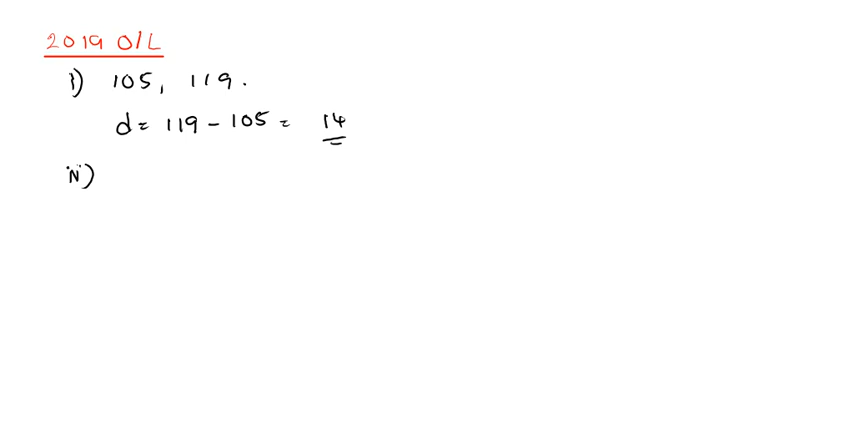 2019 O/L
i) 105, 119.
d = 119 - 105 = 14
ii)